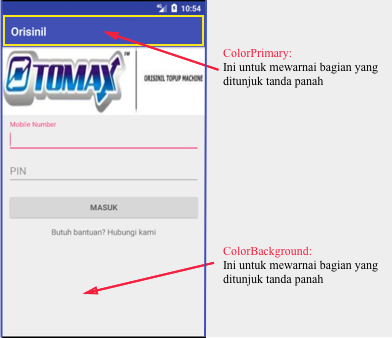 10:54
Orisinil
OTOMAX
ORISINIL TOPUP MACHINE
Mobile Number
PIN
MASUK
Butuh bantuan? Hubungi kami
ColorPrimary:
Ini untuk mewarnai bagian yang
ditunjuk tanda panah
ColorBackground:
Ini untuk mewarnai bagian yang
ditunjuk tanda panah